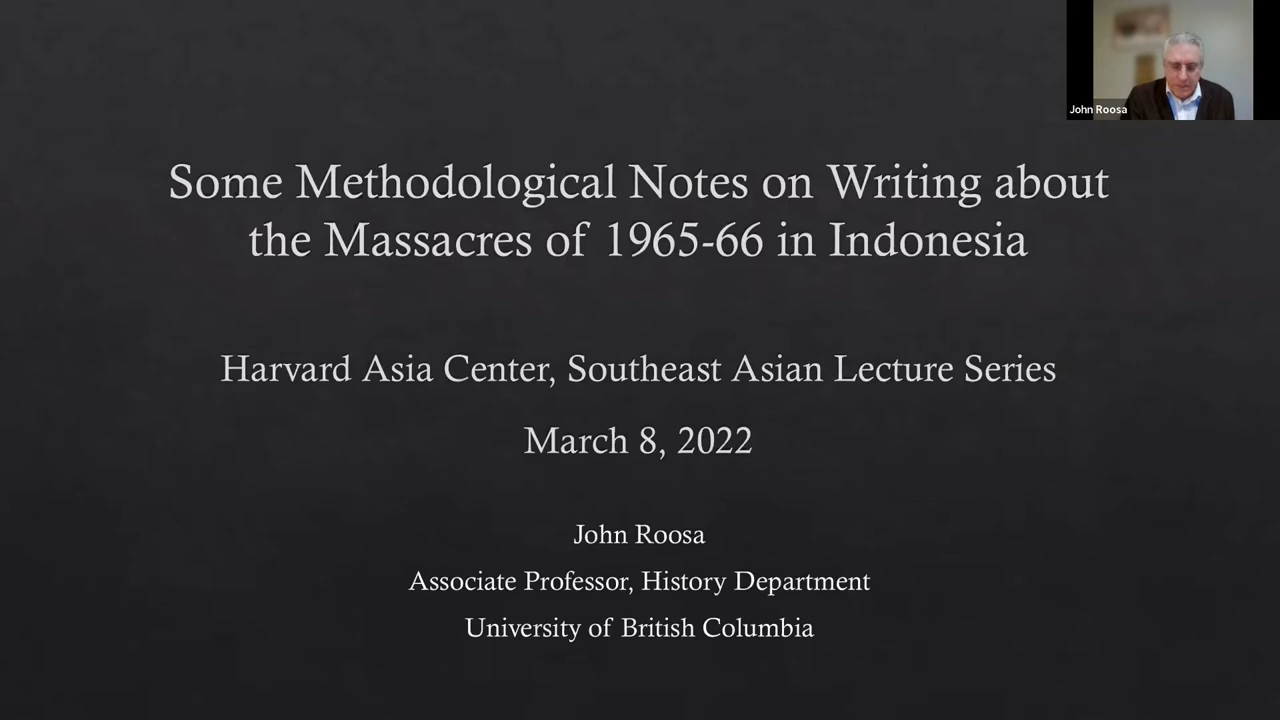 John Roosa
Some Methodological Notes on Writing about
the Massacres of 1965-66 in Indonesia
Harvard Asia Center, Southeast Asian Lecture Series
March 8, 2022
John Roosa
Associate Professor, History Department
University of British Columbia